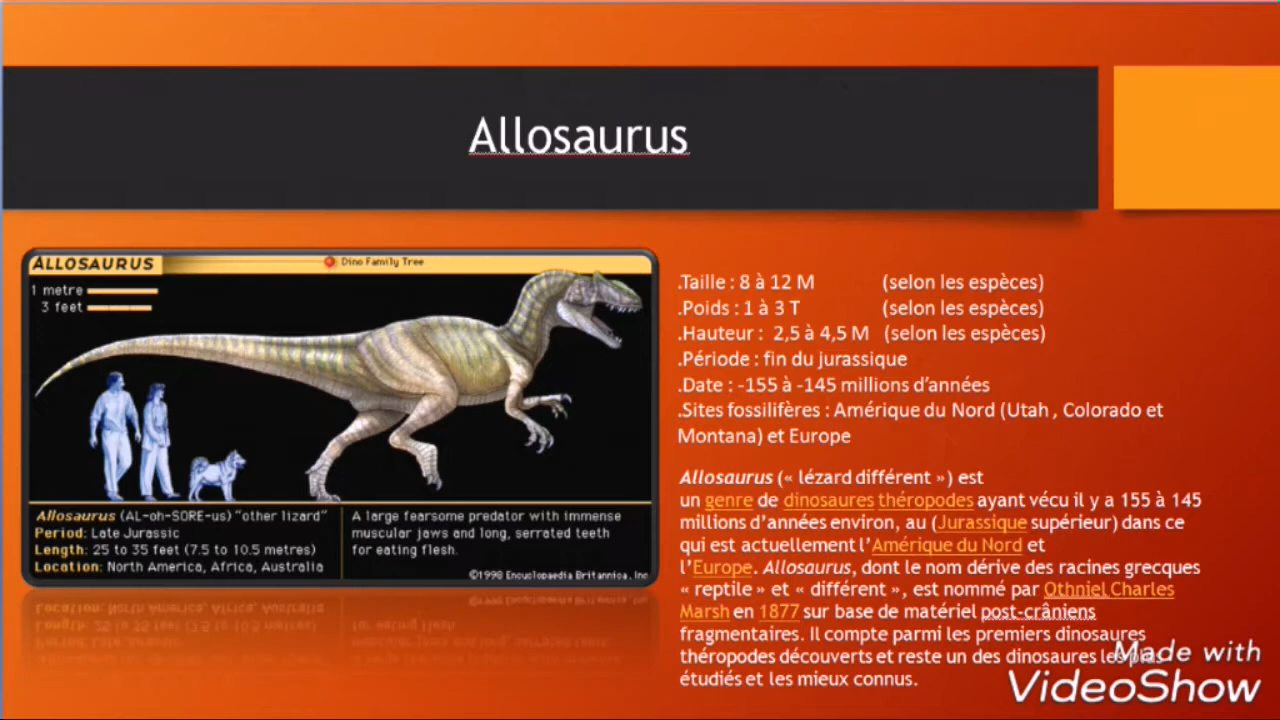 Allosaurus
ALLOSAURUS
Dino Family Tree
1 metre
3 feet
Allosaurus (AL-oh-SORE-us) "other lizard"
Period: Late Jurassic
Length: 25 to 35 feet (7.5 to 10.5 metres)
Location: North America, Africa, Australia
A large fearsome predator with immense
muscular jaws and long, serrated teeth
for eating flesh.
©1998 Encyclopaedia Britannica, Inc
.Taille : 8 à 12 M (selon les espèces)
.Poids : 1 à 3 T (selon les espèces)
.Hauteur : 2,5 à 4,5 M (selon les espèces)
.Période : fin du jurassique
.Date : -155 à -145 millions d'années
.Sites fossilifères : Amérique du Nord (Utah , Colorado et
Montana) et Europe
Allosaurus (« lézard différent ») est
un genre de dinosaures théropodes ayant vécu il y a 155 à 145
millions d'années environ, au (Jurassique supérieur) dans ce
qui est actuellement l'Amérique du Nord et
l'Europe. Allosaurus, dont le nom dérive des racines grecques
« reptile » et « différent », est nommé par Othniel Charles
Marsh en 1877 sur base de matériel post-crâniens
fragmentaires. Il compte parmi les premiers dinosaures
théropodes découverts et reste un des dinosaures les plus
étudiés et les mieux connus.
Made with
VideoShow